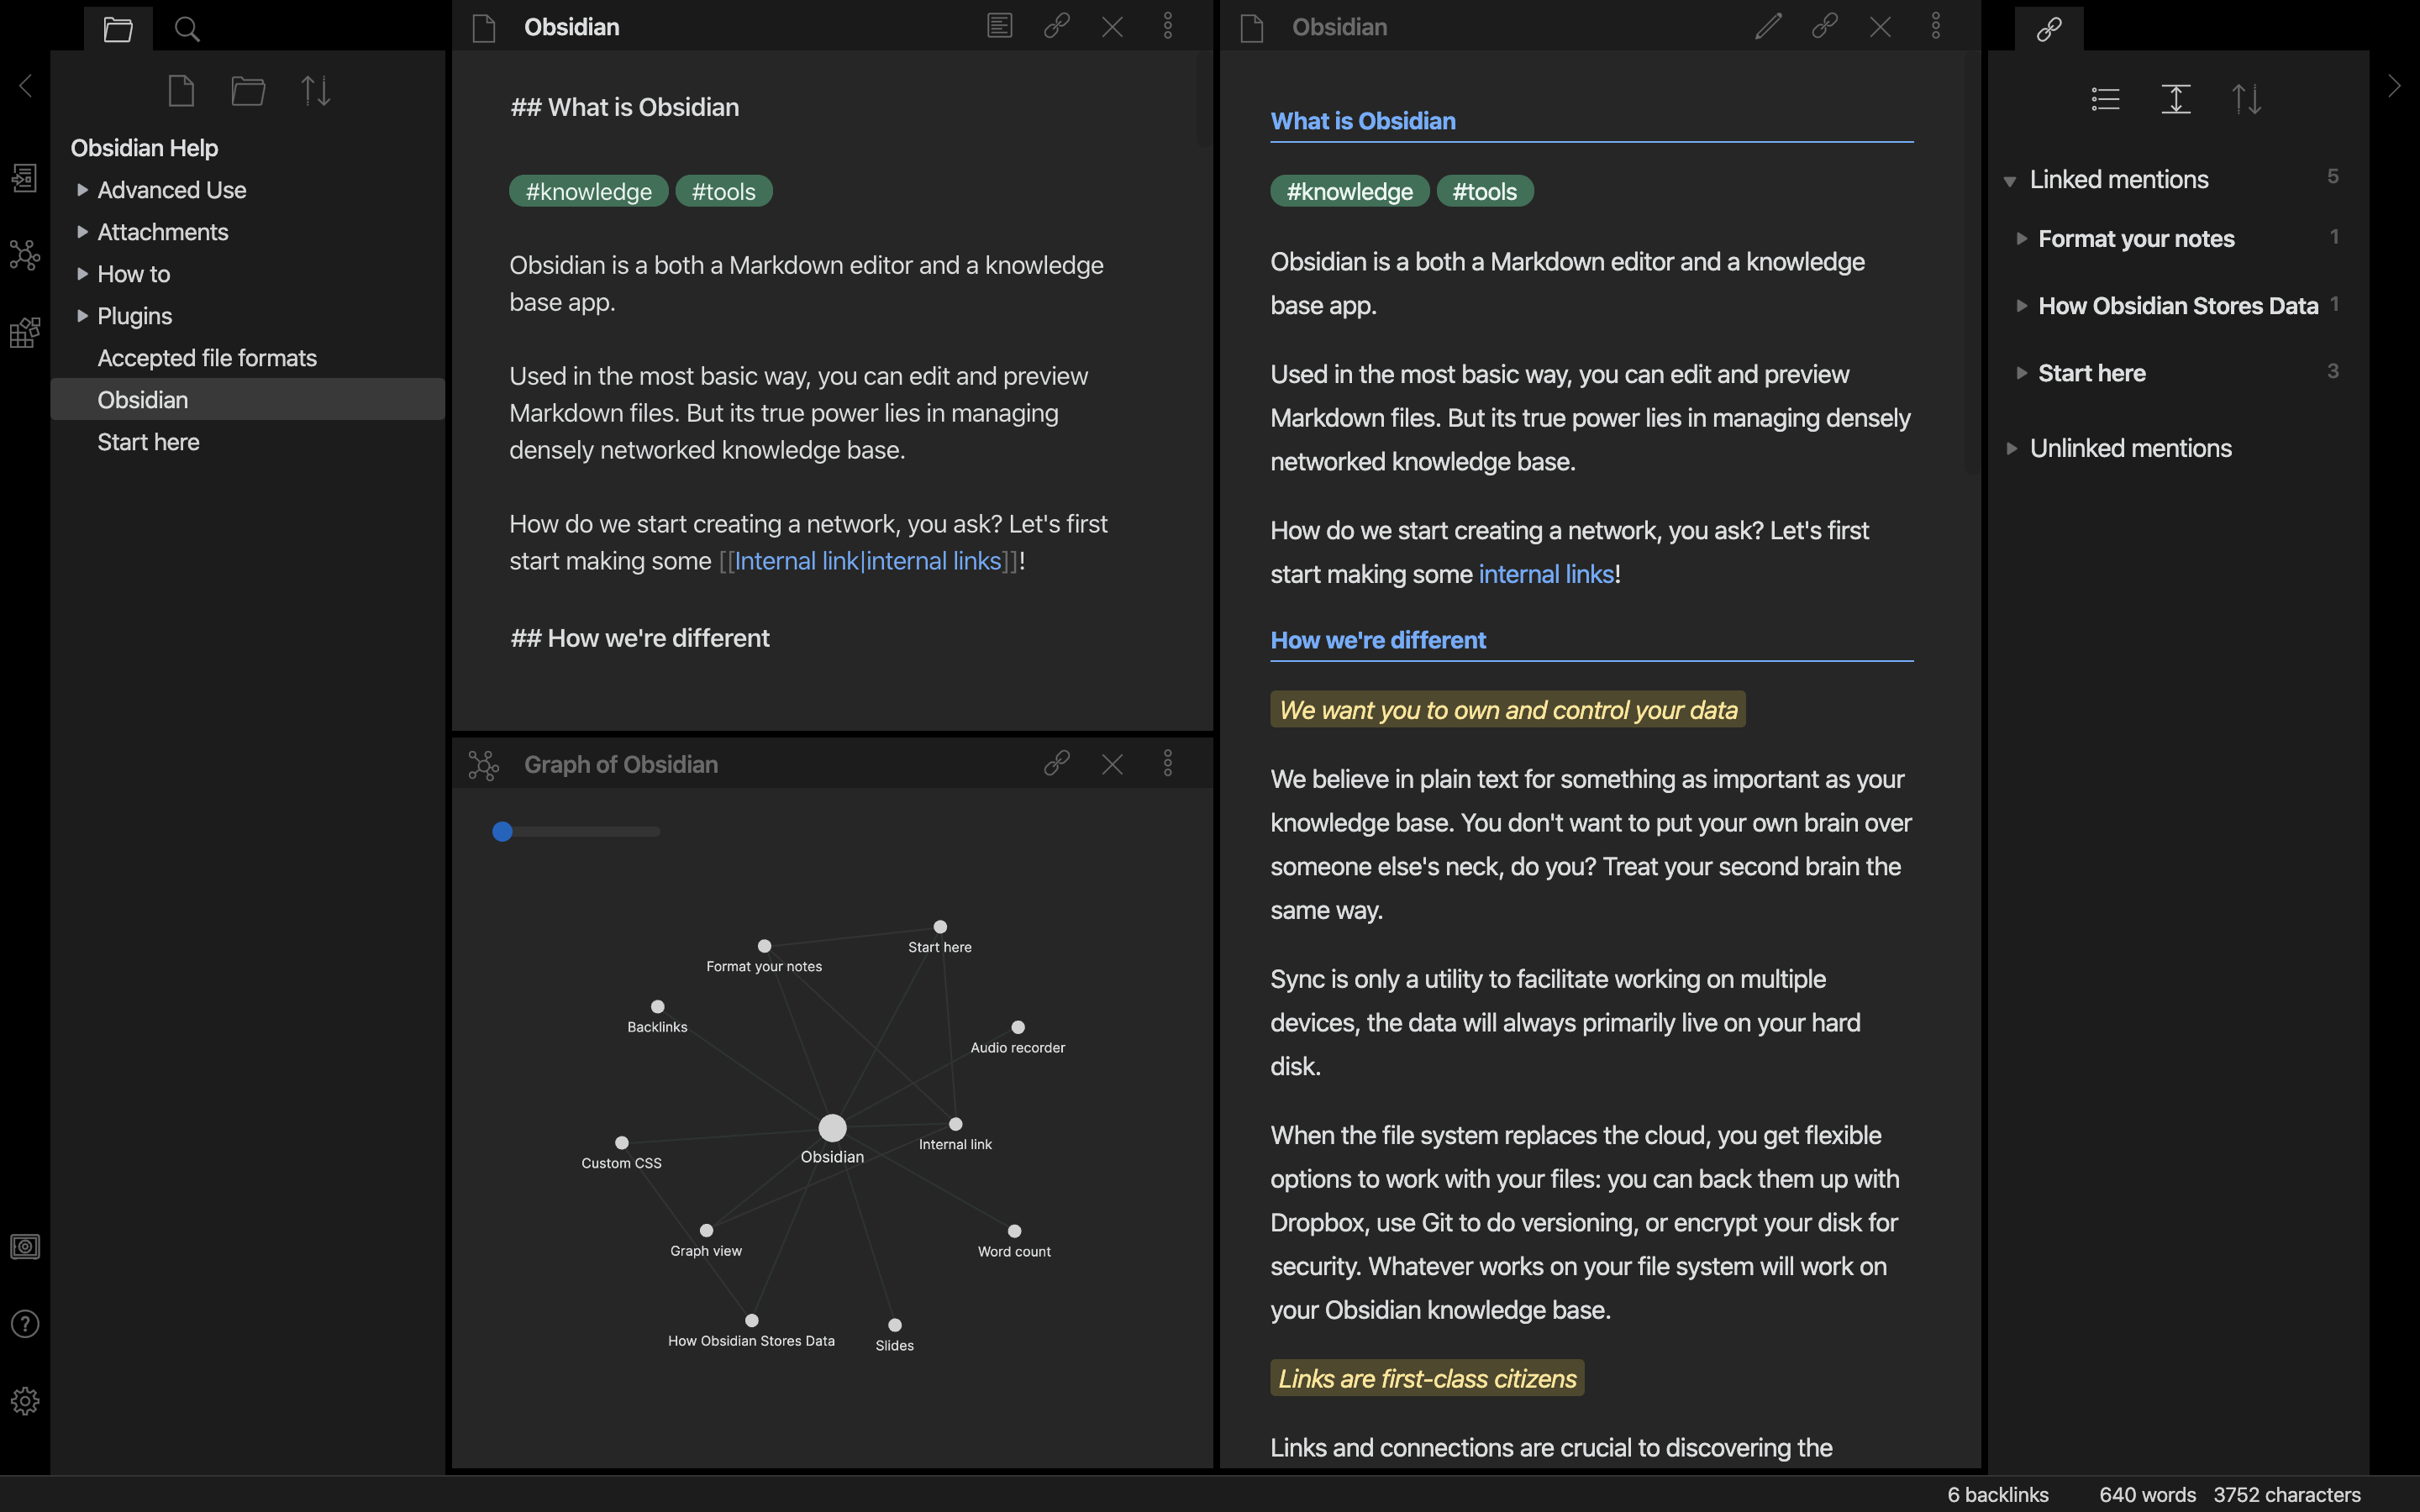 Obsidian Help
Advanced Use
Attachments
How to
Plugins
Accepted file formats
Obsidian
Start here
Obsidian
## What is Obsidian
#knowledge #tools
Obsidian is a both a Markdown editor and a knowledge
base app.
Used in the most basic way, you can edit and preview
Markdown files. But its true power lies in managing
densely networked knowledge base.
How do we start creating a network, you ask? Let's first
start making some [[Internal link|internal links]]!
## How we're different
Graph of Obsidian
Start here
Format your notes
Backlinks
Audio recorder
Internal link
Obsidian
Custom CSS
Graph view
Word count
How Obsidian Stores Data
Slides
Obsidian
What is Obsidian
#knowledge #tools
Obsidian is a both a Markdown editor and a knowledge
base app.
Used in the most basic way, you can edit and preview
Markdown files. But its true power lies in managing densely
networked knowledge base.
How do we start creating a network, you ask? Let's first
start making some internal links!
How we're different
We want you to own and control your data
We believe in plain text for something as important as your
knowledge base. You don't want to put your own brain over
someone else's neck, do you? Treat your second brain the
same way.
Sync is only a utility to facilitate working on multiple
devices, the data will always primarily live on your hard
disk.
When the file system replaces the cloud, you get flexible
options to work with your files: you can back them up with
Dropbox, use Git to do versioning, or encrypt your disk for
security. Whatever works on your file system will work on
your Obsidian knowledge base.
Links are first-class citizens
Links and connections are crucial to discovering the
Linked mentions 5
Format your notes 1
How Obsidian Stores Data 1
Start here 3
Unlinked mentions
6 backlinks 640 words 3752 characters